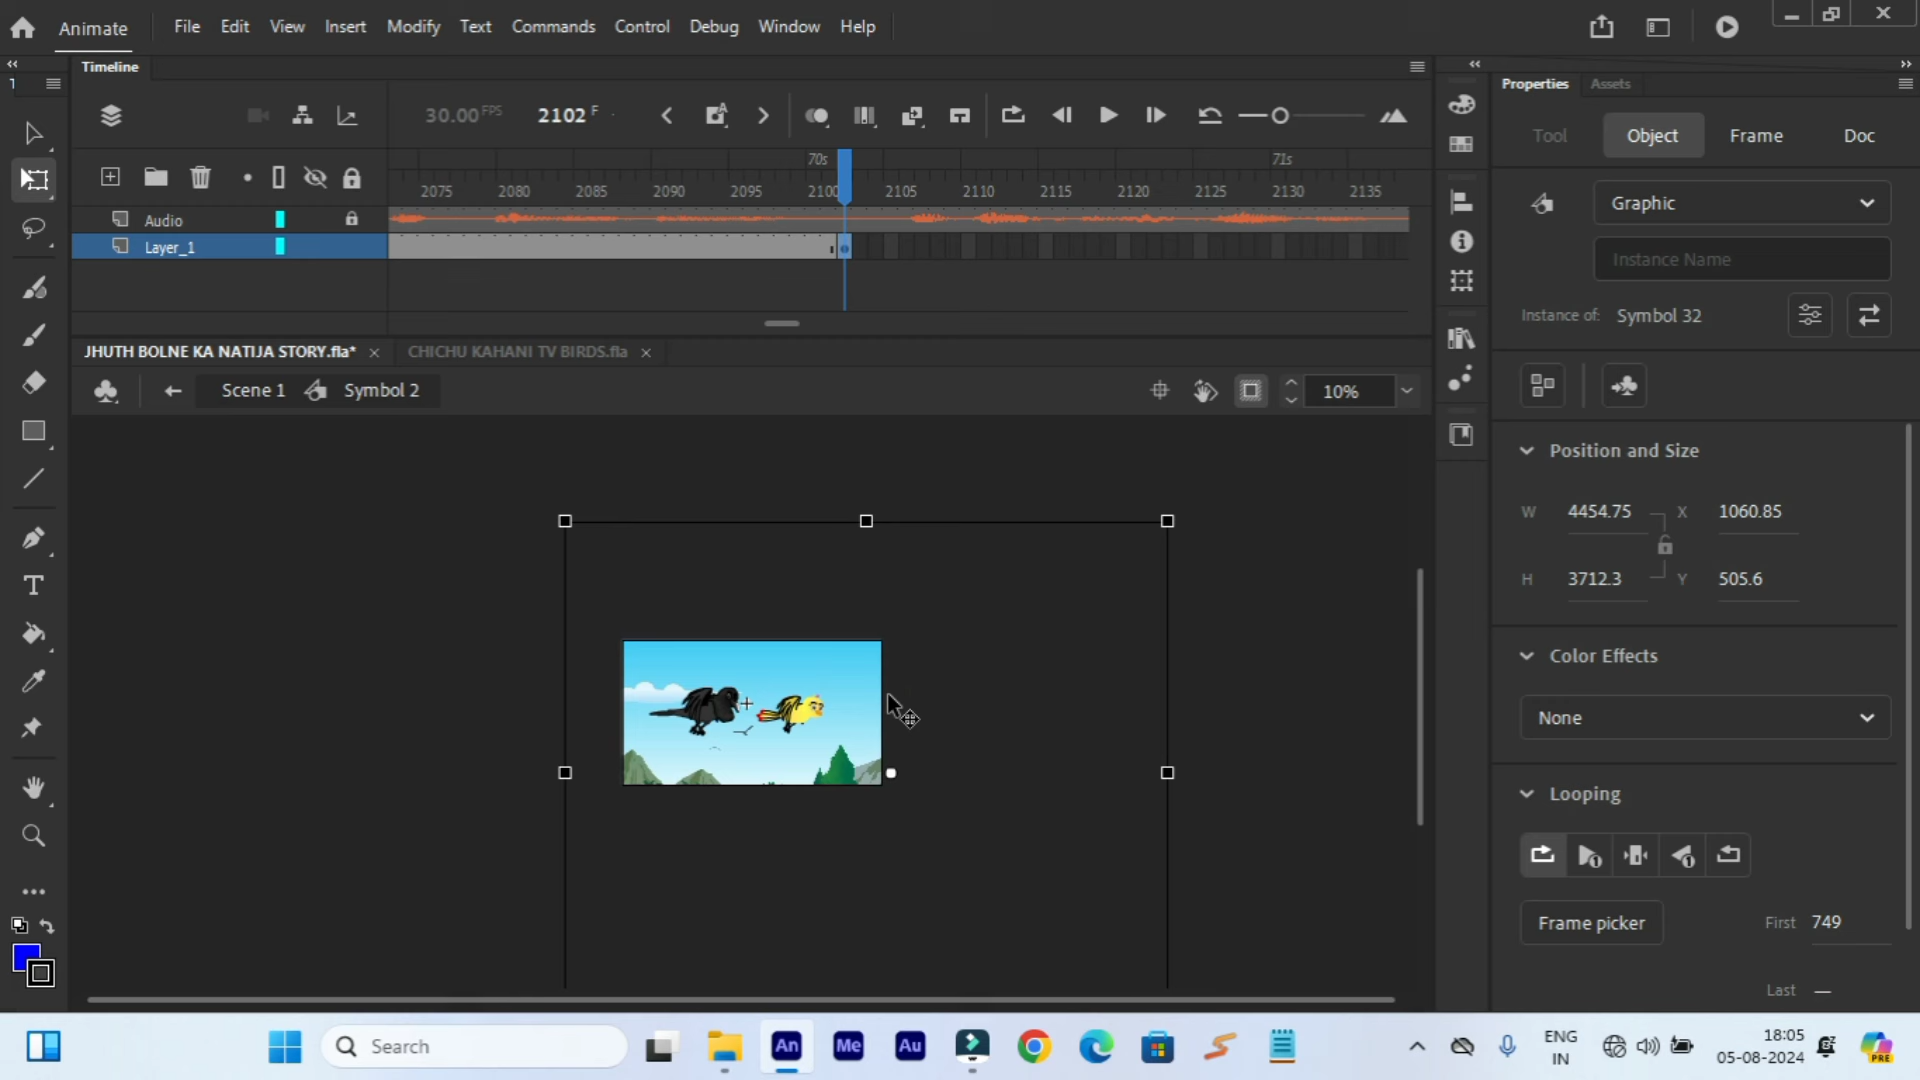 Animate File Edit View Insert Modify Text Commands Control Debug Window Help
Timeline
30.00 FPS 2102 F
70s 71s
2075 2080 2085 2090 2095 2100 2105 2110 2115 2120 2125 2130 2135
Audio
Layer_1
JHUTH BOLNE KA NATIJA STORY.fla* CHICHU KAHANI TV BIRDS.fla
Scene 1 Symbol 2 10%
Properties Assets
Tool Object Frame Doc
Graphic
Instance Name
Instance of: Symbol 32
Position and Size
W 4454.75 X 1060.85
H 3712.3 Y 505.6
Color Effects
None
Looping
Frame picker First 749
Last —
Search
An Me Au
ENG
IN
18:05
05-08-2024
PRE